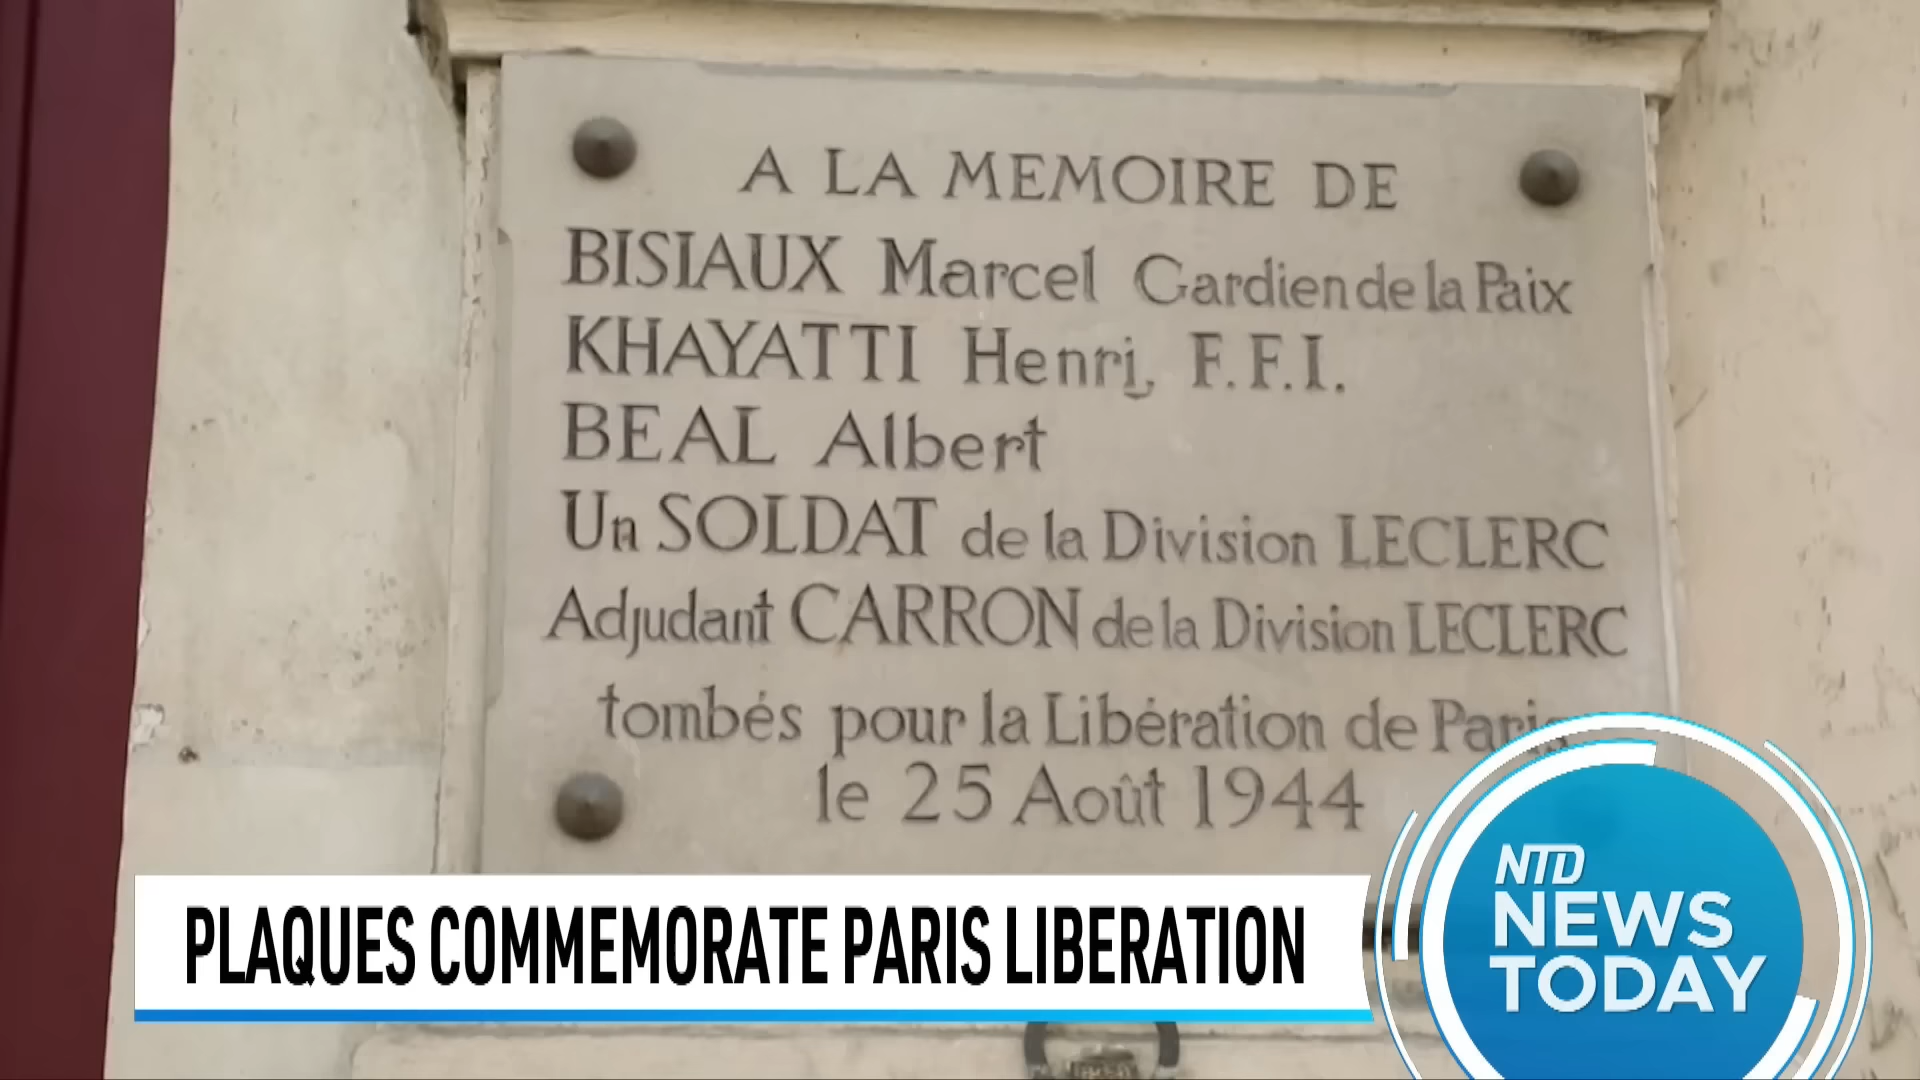 A LA MEMOIRE DE
BISIAUX Marcel Gardien de la Paix
KHAYATTI Henri, F.F.I.
BEAL Albert
Un SOLDAT de la Division LECLERC
Adjudant CARRON de la Division LECLERC
tombés pour la Libération de Paris
le 25 Août 1944
PLAQUES COMMEMORATE PARIS LIBERATION
NTD
NEWS
TODAY